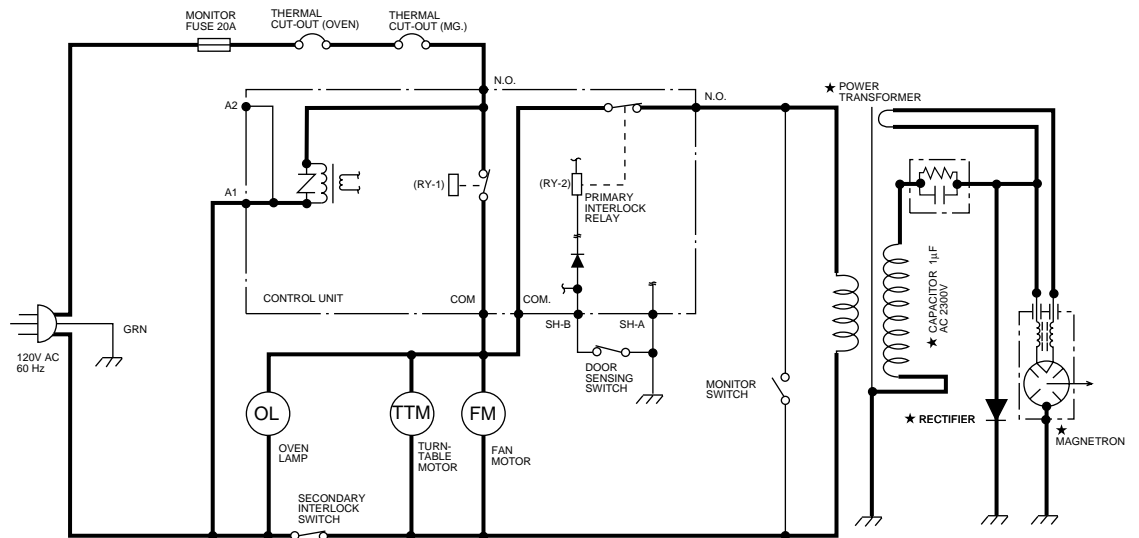 MONITOR
FUSE 20A
THERMAL
CUT-OUT (OVEN)
THERMAL
CUT-OUT (MG.)
N.O.
A2
N.O.
★ POWER
TRANSFORMER
A1
(RY-1)
(RY-2)
PRIMARY
INTERLOCK
RELAY
★ CAPACITOR 1µF
AC 2300V
CONTROL UNIT
COM
COM.
SH-B
SH-A
GRN
120V AC
60 Hz
DOOR
SENSING
SWITCH
MONITOR
SWITCH
OL
TTM
FM
OVEN
LAMP
TURN-
TABLE
MOTOR
FAN
MOTOR
★ RECTIFIER
★
MAGNETRON
SECONDARY
INTERLOCK
SWITCH